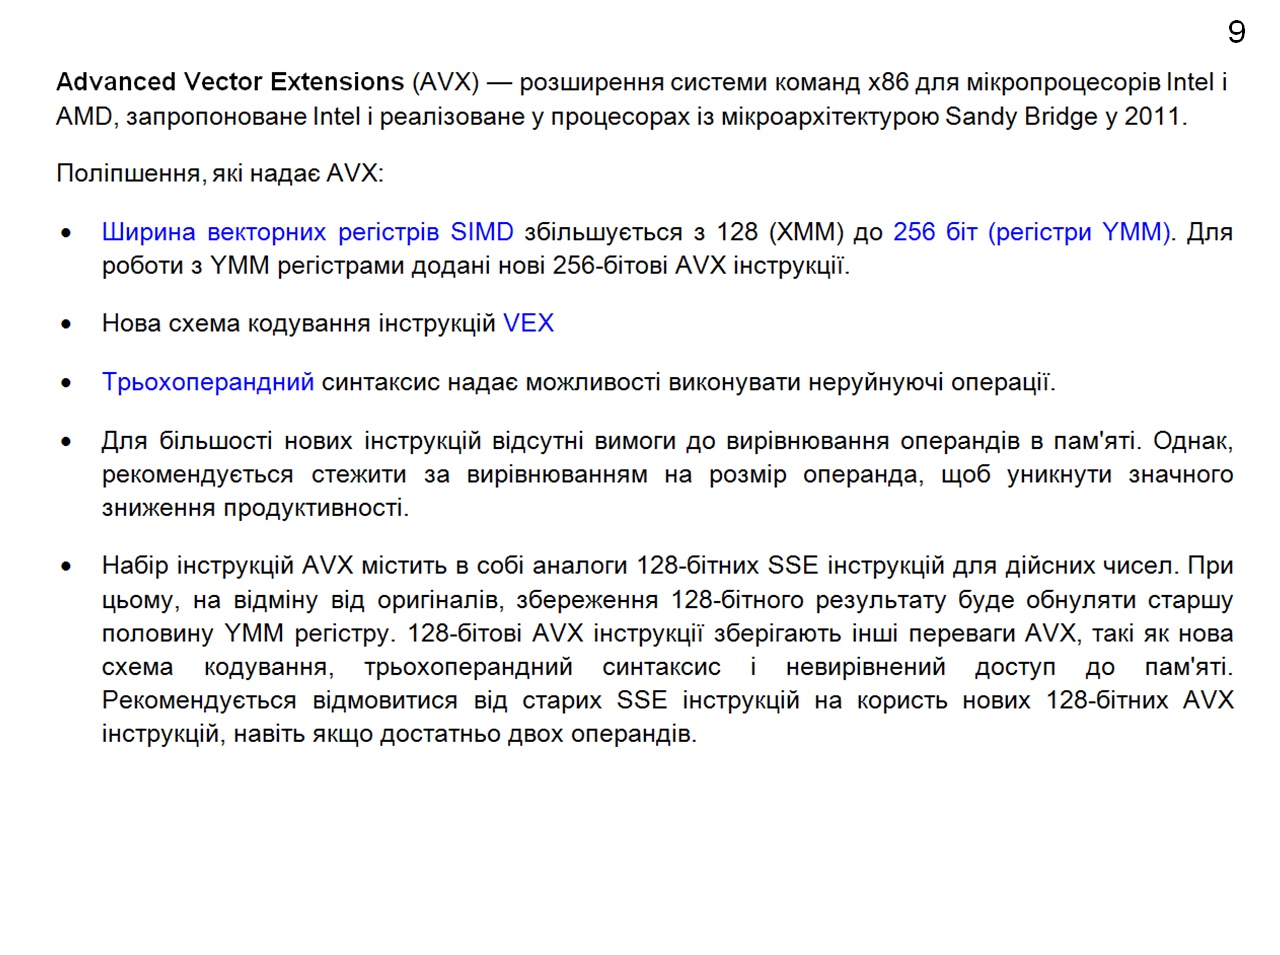 9
Advanced Vector Extensions (AVX) — розширення системи команд x86 для мікропроцесорів Intel і
AMD, запропоноване Intel і реалізоване у процесорах із мікроархітектурою Sandy Bridge у 2011.
Поліпшення, які надає AVX:
• Ширина векторних регістрів SIMD збільшується з 128 (XMM) до 256 біт (регістри YMM). Для
роботи з YMM регістрами додані нові 256-бітові AVX інструкції.
• Нова схема кодування інструкцій VEX
• Трьохоперандний синтаксис надає можливості виконувати неруйнуючі операції.
• Для більшості нових інструкцій відсутні вимоги до вирівнювання операндів в пам'яті. Однак,
рекомендується стежити за вирівнюванням на розмір операнда, щоб уникнути значного
зниження продуктивності.
• Набір інструкцій AVX містить в собі аналоги 128-бітних SSE інструкцій для дійсних чисел. При
цьому, на відміну від оригіналів, збереження 128-бітного результату буде обнуляти старшу
половину YMM регістру. 128-бітові AVX інструкції зберігають інші переваги AVX, такі як нова
схема кодування, трьохоперандний синтаксис і невирівнений доступ до пам'яті.
Рекомендується відмовитися від старих SSE інструкцій на користь нових 128-бітних AVX
інструкцій, навіть якщо достатньо двох операндів.